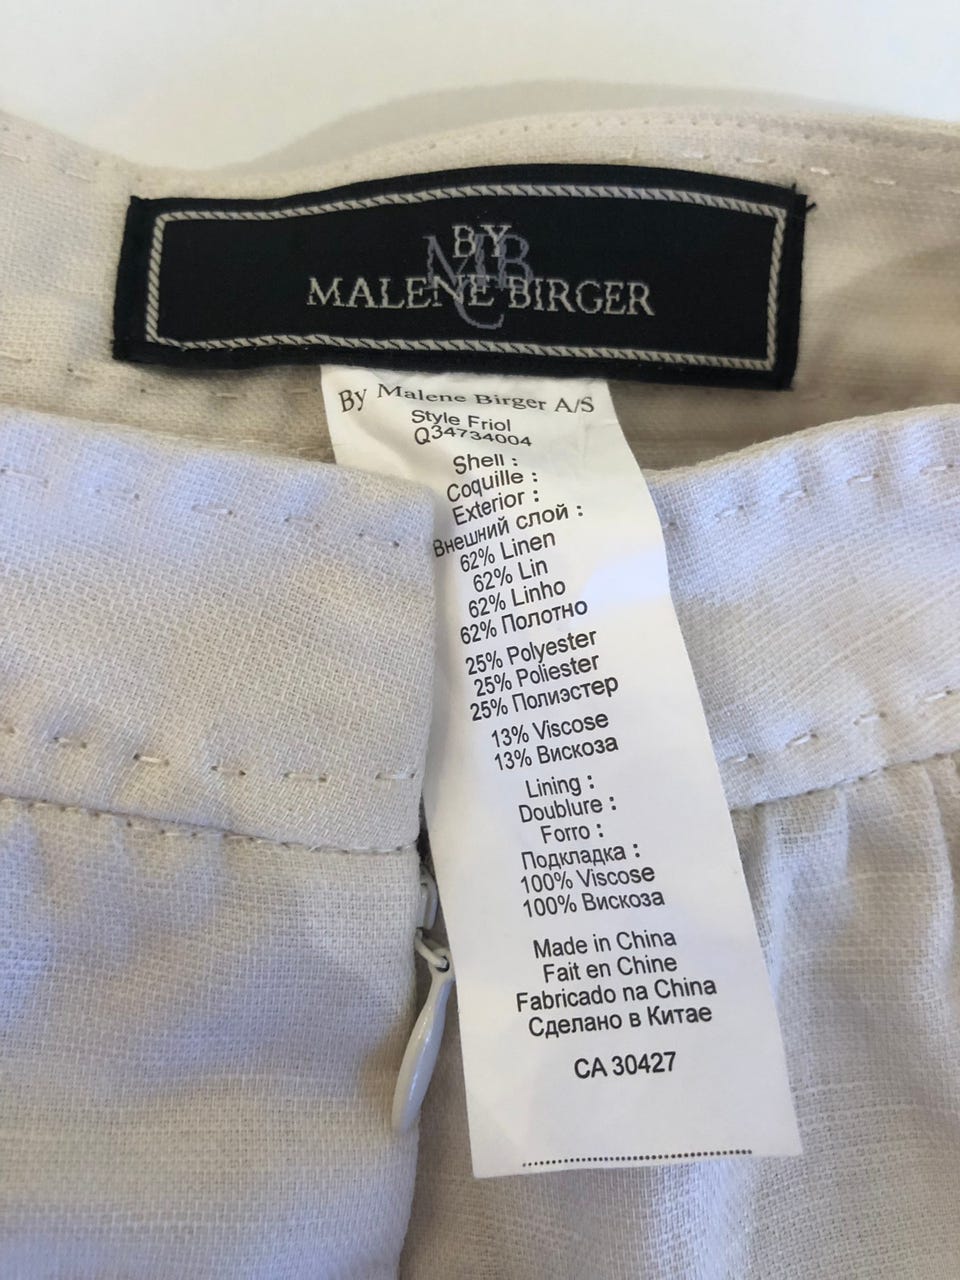 BY
MBC
MALENE BIRGER
By Malene Birger A/S
Style Friol
Q34734004
Shell :
Coquille :
Exterior :
Внешний слой :
62% Linen
62% Lin
62% Linho
62% Полотно
25% Polyester
25% Poliester
25% Полиэстер
13% Viscose
13% Вискоза
Lining :
Doublure :
Forro :
Подкладка :
100% Viscose
100% Вискоза
Made in China
Fait en Chine
Fabricado na China
Сделано в Китае
CA 30427